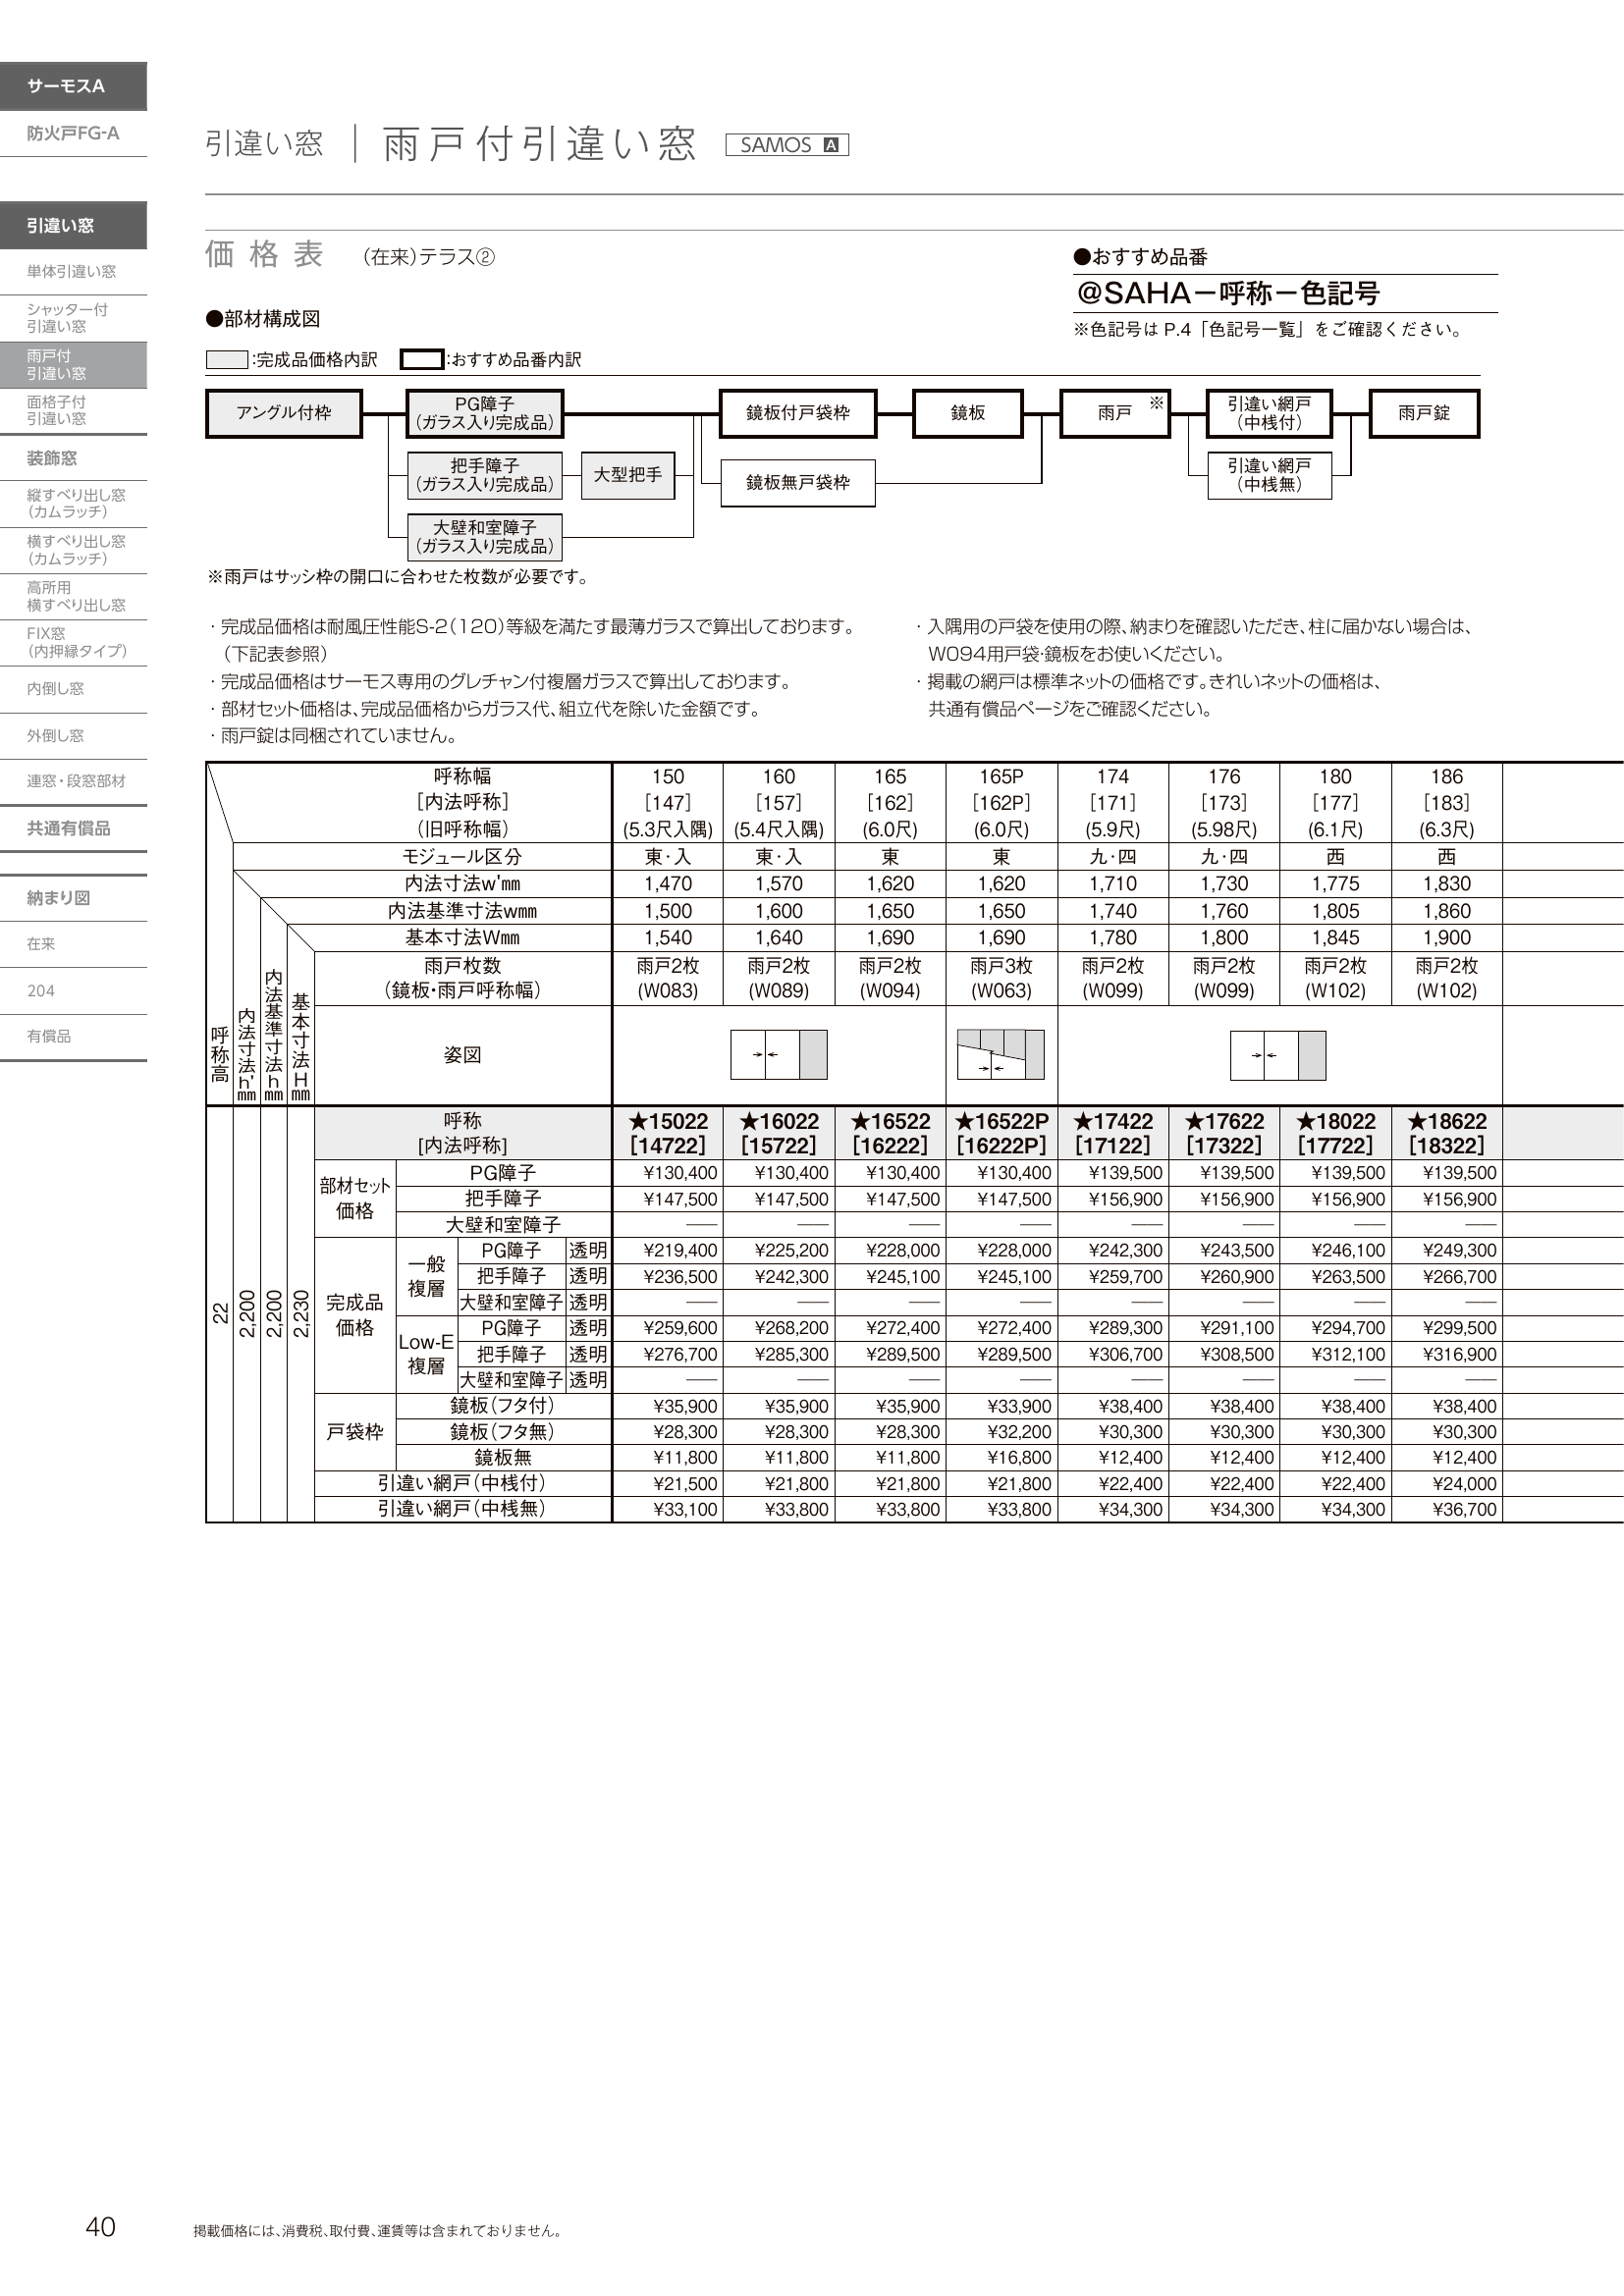 サーモスA
防火戸FG-A
引違い窓
単体引違い窓
シャッター付
引違い窓
雨戸付
引違い窓
面格子付
引違い窓
装飾窓
縦すべり出し窓
（カムラッチ）
横すべり出し窓
（カムラッチ）
高所用
横すべり出し窓
FIX窓
（内押縁タイプ）
内倒し窓
外倒し窓
連窓・段窓部材
共通有償品
納まり図
在来
204
有償品
引違い窓｜雨戸付引違い窓 SAMOS A
価格表 （在来）テラス②
●おすすめ品番
@SAHA－呼称－色記号
※色記号は P.4「色記号一覧」をご確認ください。
●部材構成図
:完成品価格内訳 :おすすめ品番内訳
アングル付枠
PG障子
（ガラス入り完成品）
鏡板付戸袋枠
鏡板
雨戸 ※
引違い網戸
（中桟付）
雨戸錠
把手障子
（ガラス入り完成品）
大型把手
鏡板無戸袋枠
引違い網戸
（中桟無）
大壁和室障子
（ガラス入り完成品）
※雨戸はサッシ枠の開口に合わせた枚数が必要です。
・完成品価格は耐風圧性能S-2（120）等級を満たす最薄ガラスで算出しております。
（下記表参照）
・完成品価格はサーモス専用のグレチャン付複層ガラスで算出しております。
・部材セット価格は、完成品価格からガラス代、組立代を除いた金額です。
・雨戸錠は同梱されていません。
・入隅用の戸袋を使用の際、納まりを確認いただき、柱に届かない場合は、
W094用戸袋・鏡板をお使いください。
・掲載の網戸は標準ネットの価格です。きれいネットの価格は、
共通有償品ページをご確認ください。
呼称幅 150 160 165 165P 174 176 180 186
［内法呼称］ ［147］ ［157］ ［162］ ［162P］ ［171］ ［173］ ［177］ ［183］
（旧呼称幅） (5.3尺入隅) (5.4尺入隅) (6.0尺) (6.0尺) (5.9尺) (5.98尺) (6.1尺) (6.3尺)
モジュール区分 東・入 東・入 東 東 九・四 九・四 西 西
内法寸法w'㎜ 1,470 1,570 1,620 1,620 1,710 1,730 1,775 1,830
内法基準寸法w㎜ 1,500 1,600 1,650 1,650 1,740 1,760 1,805 1,860
基本寸法W㎜ 1,540 1,640 1,690 1,690 1,780 1,800 1,845 1,900
雨戸枚数 雨戸2枚 雨戸2枚 雨戸2枚 雨戸3枚 雨戸2枚 雨戸2枚 雨戸2枚 雨戸2枚
（鏡板・雨戸呼称幅） (W083) (W089) (W094) (W063) (W099) (W099) (W102) (W102)
呼称高
内法寸法h'㎜
内法基準寸法h㎜
基本寸法H㎜
姿図
呼称 ★15022 ★16022 ★16522 ★16522P ★17422 ★17622 ★18022 ★18622
[内法呼称] [14722] [15722] [16222] [16222P] [17122] [17322] [17722] [18322]
22
2,200
2,200
2,230
部材セット
価格
PG障子 ¥130,400 ¥130,400 ¥130,400 ¥130,400 ¥139,500 ¥139,500 ¥139,500 ¥139,500
把手障子 ¥147,500 ¥147,500 ¥147,500 ¥147,500 ¥156,900 ¥156,900 ¥156,900 ¥156,900
大壁和室障子 ―― ―― ―― ―― ―― ―― ―― ――
完成品
価格
一般
複層
PG障子 透明 ¥219,400 ¥225,200 ¥228,000 ¥228,000 ¥242,300 ¥243,500 ¥246,100 ¥249,300
把手障子 透明 ¥236,500 ¥242,300 ¥245,100 ¥245,100 ¥259,700 ¥260,900 ¥263,500 ¥266,700
大壁和室障子 透明 ―― ―― ―― ―― ―― ―― ―― ――
Low-E
複層
PG障子 透明 ¥259,600 ¥268,200 ¥272,400 ¥272,400 ¥289,300 ¥291,100 ¥294,700 ¥299,500
把手障子 透明 ¥276,700 ¥285,300 ¥289,500 ¥289,500 ¥306,700 ¥308,500 ¥312,100 ¥316,900
大壁和室障子 透明 ―― ―― ―― ―― ―― ―― ―― ――
戸袋枠
鏡板（フタ付） ¥35,900 ¥35,900 ¥35,900 ¥33,900 ¥38,400 ¥38,400 ¥38,400 ¥38,400
鏡板（フタ無） ¥28,300 ¥28,300 ¥28,300 ¥32,200 ¥30,300 ¥30,300 ¥30,300 ¥30,300
鏡板無 ¥11,800 ¥11,800 ¥11,800 ¥16,800 ¥12,400 ¥12,400 ¥12,400 ¥12,400
引違い網戸（中桟付） ¥21,500 ¥21,800 ¥21,800 ¥21,800 ¥22,400 ¥22,400 ¥22,400 ¥24,000
引違い網戸（中桟無） ¥33,100 ¥33,800 ¥33,800 ¥33,800 ¥34,300 ¥34,300 ¥34,300 ¥36,700
40
掲載価格には、消費税、取付費、運賃等は含まれておりません。